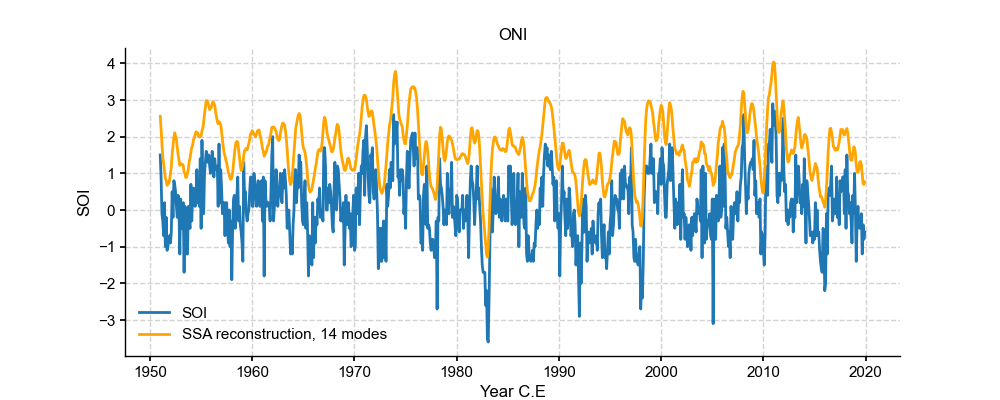 ONI
4
3
2
1
0
−1
−2
−3
SOI
SOI
SSA reconstruction, 14 modes
1950 1960 1970 1980 1990 2000 2010 2020
Year C.E